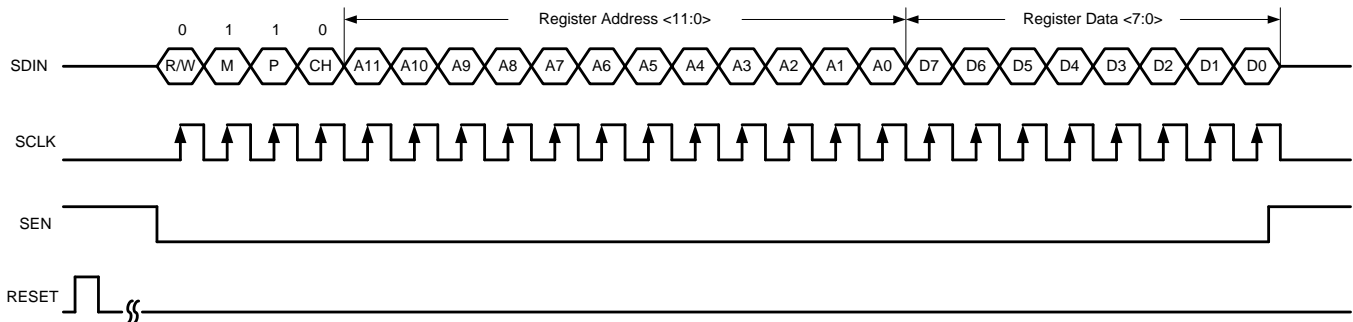 Register Address <11:0> Register Data <7:0>
0 1 1 0
SDIN R/W M P CH A11 A10 A9 A8 A7 A6 A5 A4 A3 A2 A1 A0 D7 D6 D5 D4 D3 D2 D1 D0
SCLK
SEN
RESET